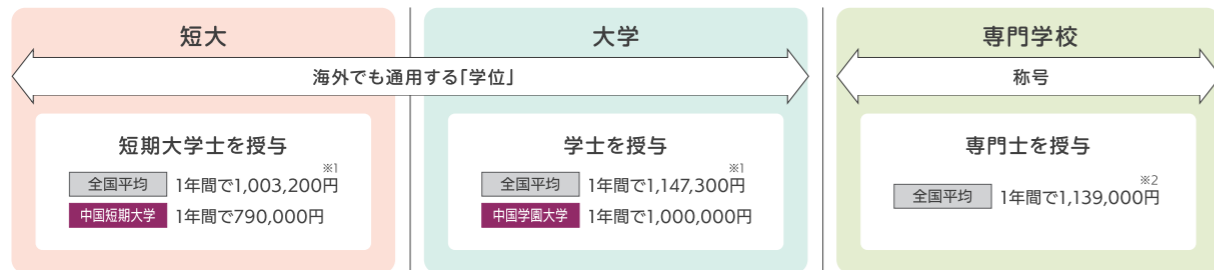 短大
大学
専門学校
海外でも通用する「学位」
称号
短期大学士を授与
※1
全国平均 1年間で1,003,200円
中国短期大学 1年間で790,000円
学士を授与
※1
全国平均 1年間で1,147,300円
中国学園大学 1年間で1,000,000円
専門士を授与
※2
全国平均 1年間で1,139,000円